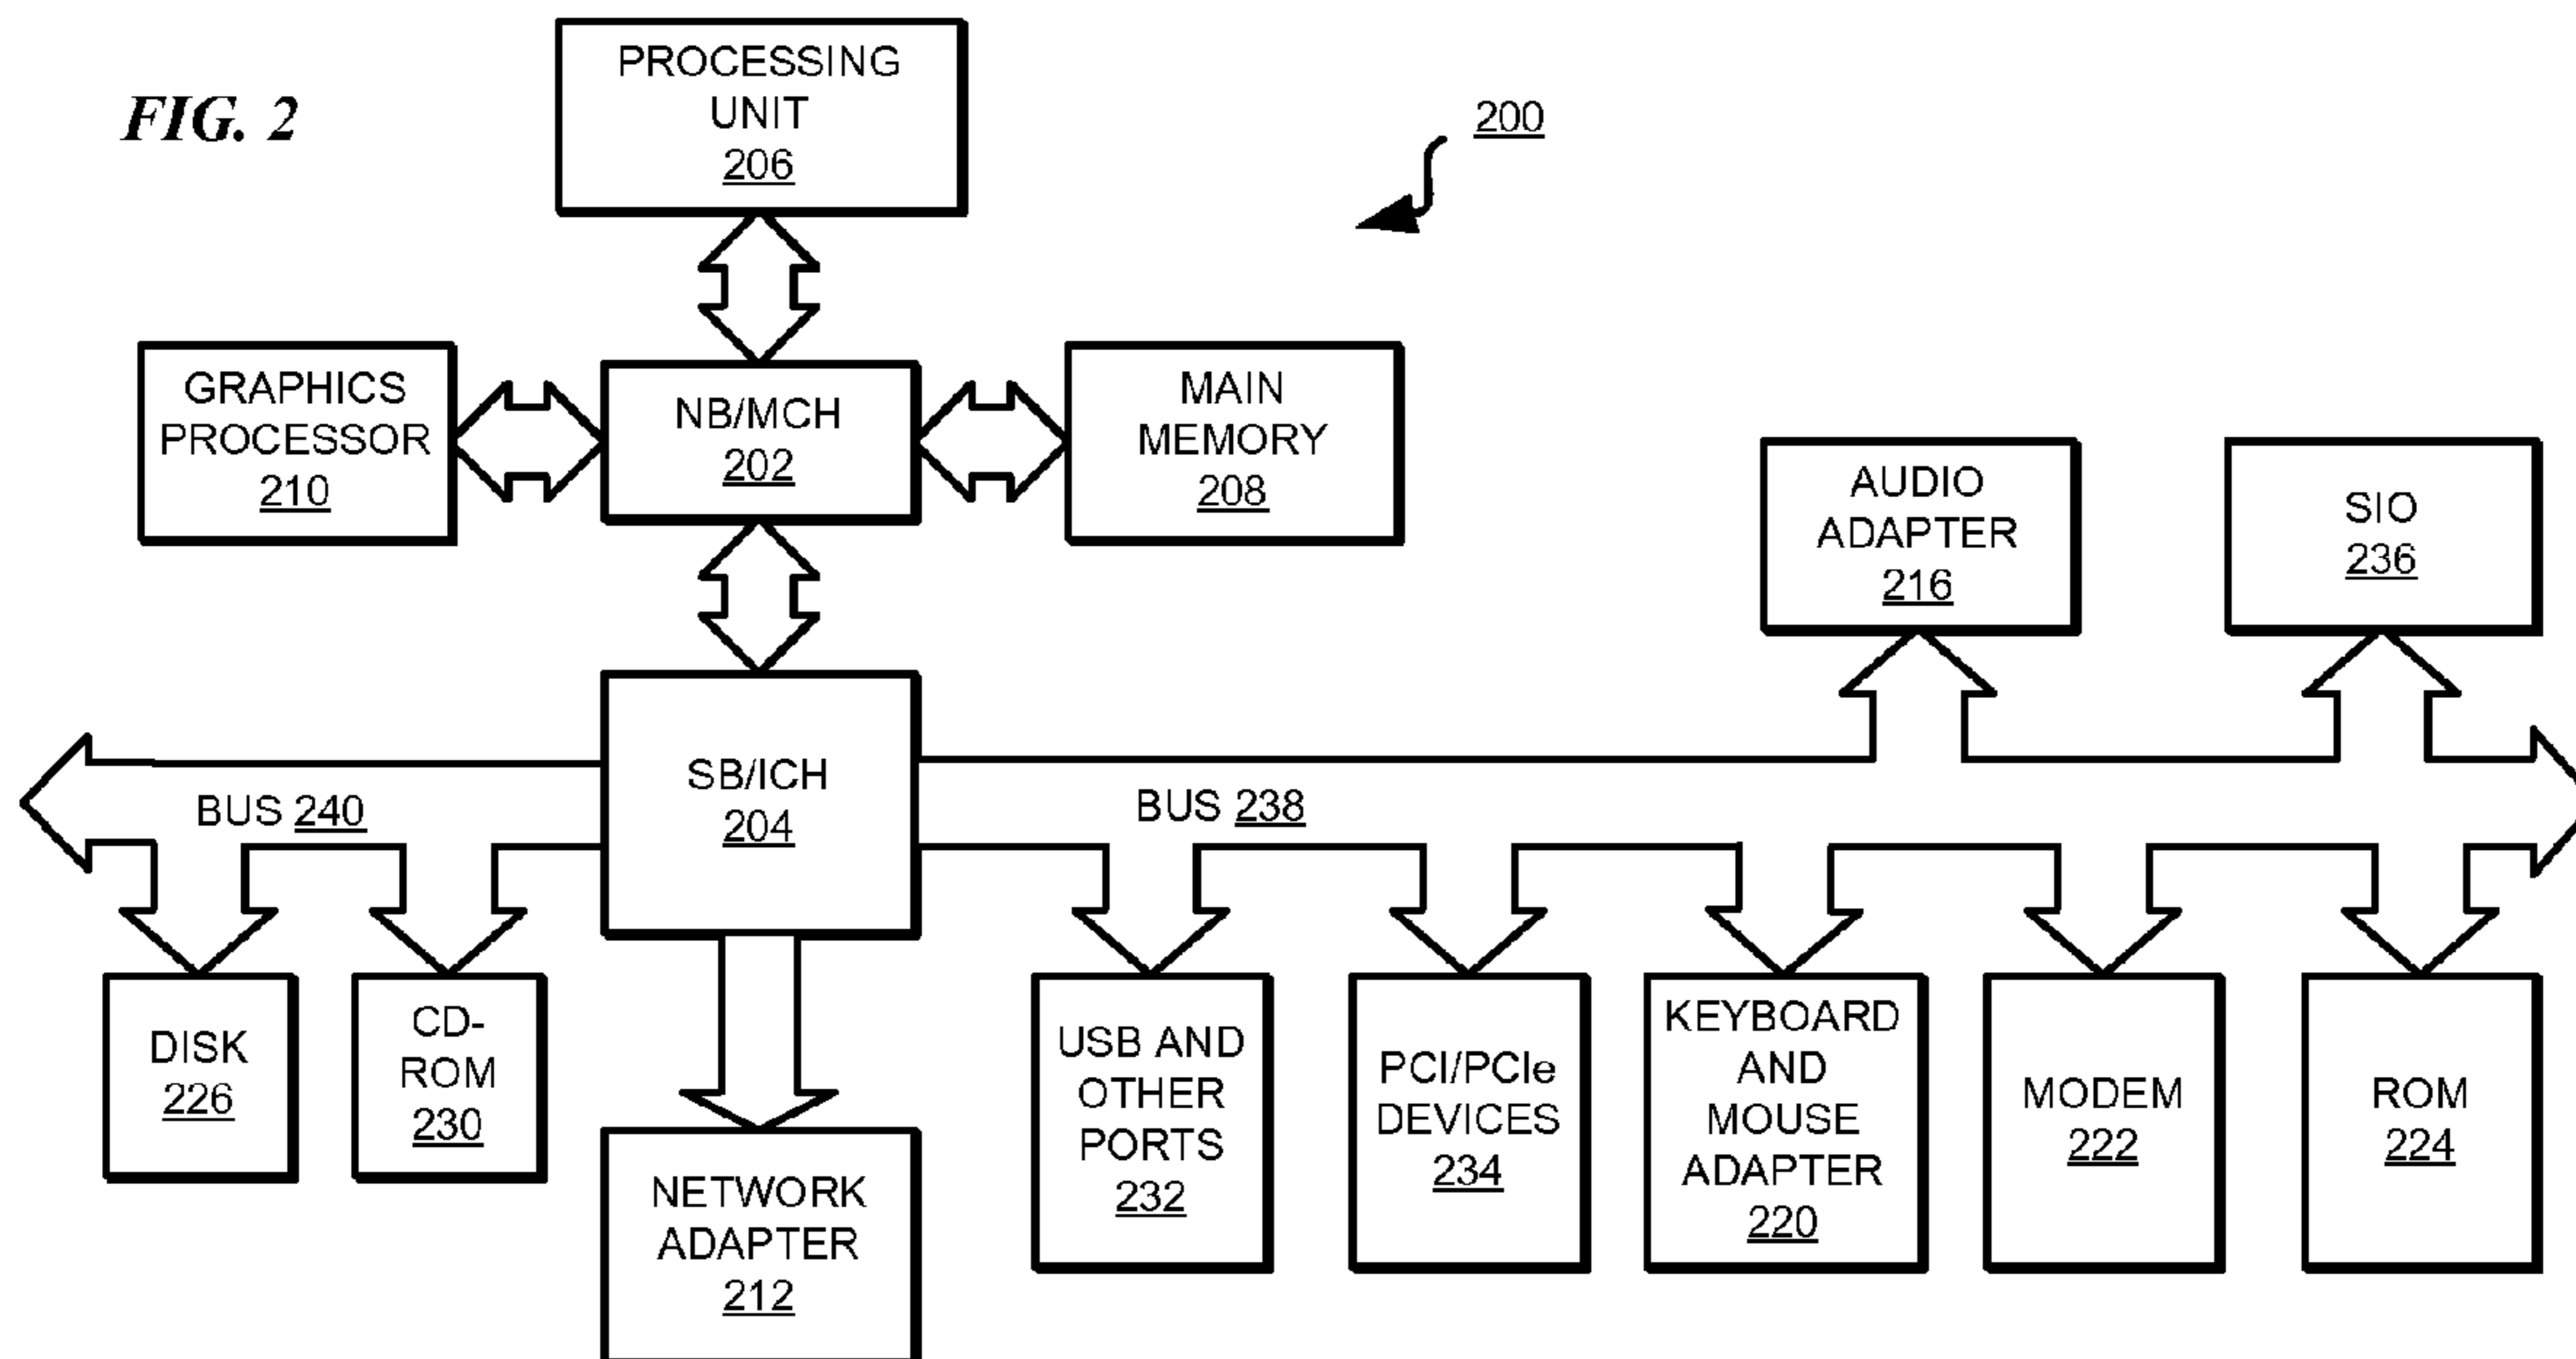 FIG. 2
200
PROCESSING
UNIT
206
GRAPHICS
PROCESSOR
210
NB/MCH
202
MAIN
MEMORY
208
AUDIO
ADAPTER
216
SIO
236
SB/ICH
204
BUS 240
BUS 238
DISK
226
CD-
ROM
230
NETWORK
ADAPTER
212
USB AND
OTHER
PORTS
232
PCI/PCIe
DEVICES
234
KEYBOARD
AND
MOUSE
ADAPTER
220
MODEM
222
ROM
224